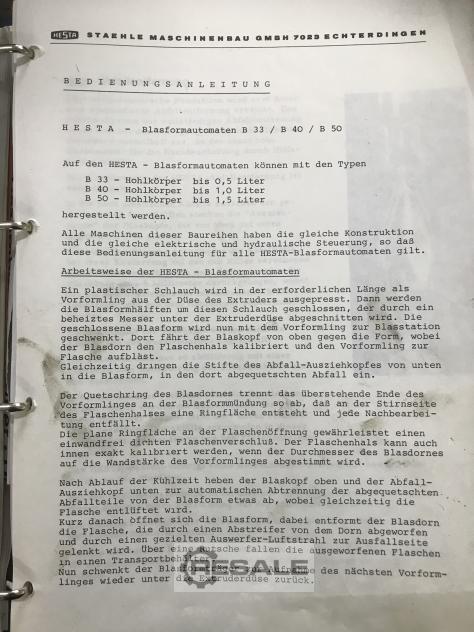 HESTA STAEHLE MASCHINENBAU GMBH 7023 ECHTERDINGEN
BEDIENUNGSANLEITUNG
HESTA - Blasformautomaten B 33 / B 40 / B 50
Auf den HESTA - Blasformautomaten können mit den Typen
B 33 - Hohlkörper bis 0,5 Liter
B 40 - Hohlkörper bis 1,0 Liter
B 50 - Hohlkörper bis 1,5 Liter
hergestellt werden.
Alle Maschinen dieser Baureihen haben die gleiche Konstruktion
und die gleiche elektrische und hydraulische Steuerung, so daß
diese Bedienungsanleitung für alle HESTA-Blasformautomaten gilt.
Arbeitsweise der HESTA - Blasformautomaten
Ein plastischer Schlauch wird in der erforderlichen Länge als
Vorformling aus der Düse des Extruders ausgepresst. Dann werden
die Blasformhälften um diesen Schlauch geschlossen, der durch ein
beheiztes Messer unter der Extruderdüse abgeschnitten wird. Die
geschlossene Blasform wird nun mit dem Vorformling zur Blasstation
geschwenkt. Dort fährt der Blaskopf von oben gegen die Form, wobei
der Blasdorn den Flaschenhals kalibriert und den Vorformling zur
Flasche aufbläst.
Gleichzeitig dringen die Stifte des Abfall-Ausziehkopfes von unten
in die Blasform, in den dort abgequetschten Abfall ein.
Der Quetschring des Blasdornes trennt das überstehende Ende des
Vorformlinges an der Blasformmündung so ab, daß an der Stirnseite
des Flaschenhalses eine Ringfläche entsteht und jede Nachbearbei-
tung entfällt.
Die plane Ringfläche an der Flaschenöffnung gewährleistet einen
einwandfrei dichten Flaschenverschluß. Der Flaschenhals kann auch
innen exakt kalibriert werden, wenn der Durchmesser des Blasdornes
auf die Wandstärke des Vorformlinges abgestimmt wird.
Nach Ablauf der Kühlzeit heben der Blaskopf oben und der Abfall-
Ausziehkopf unten zur automatischen Abtrennung der abgequetschten
Abfallteile von der Blasform etwas ab, wobei gleichzeitig die
Flasche entlüftet wird.
Kurz danach öffnet sich die Blasform, dabei entformt der Blasdorn
die Flasche, die durch einen Abstreifer von dem Dorn abgeworfen
und durch einen gezielten Auswerfer-Luftstrahl zur Ausfallseite
gelenkt wird. Über eine Rutsche fallen die ausgeworfenen Flaschen
in einen Transportbehälter.
Nun schwenkt der Blasformträger zur Aufnahme des nächsten Vorform-
linges wieder unter die Extruderdüse zurück.
RESALE